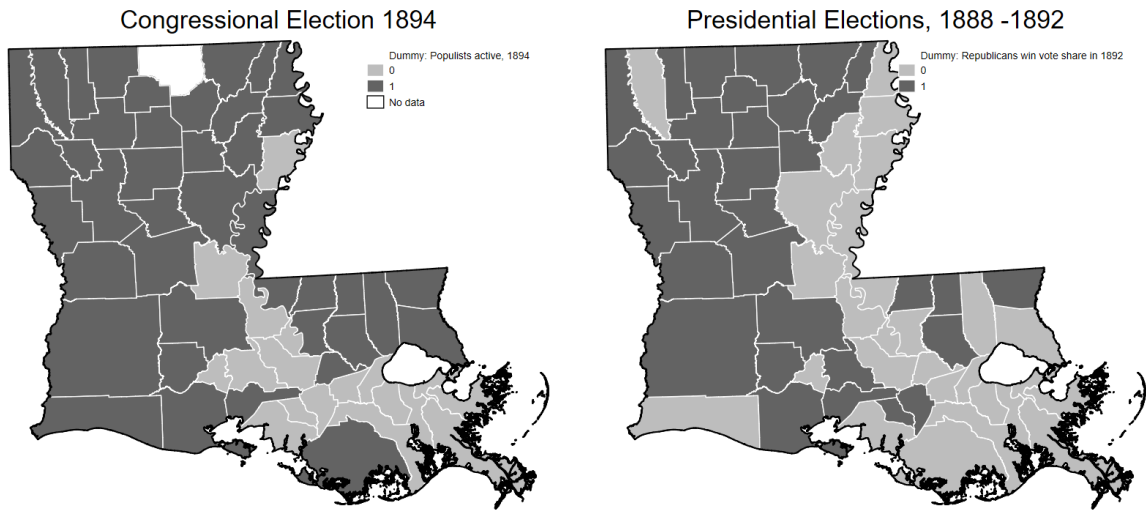 Congressional Election 1894
Dummy: Populists active, 1894
0
1
No data
Presidential Elections, 1888 -1892
Dummy: Republicans win vote share in 1892
0
1